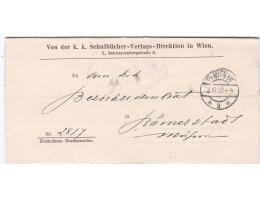 Von der k. k. Schulbücher-Verlags-Direktion in Wien.
I., Schwarzenbergstraße 5.
An den k.k.
Bezirksschulrat
in Römerstadt
Mähren
Nr. 2817
Portofreie Dienstsache.